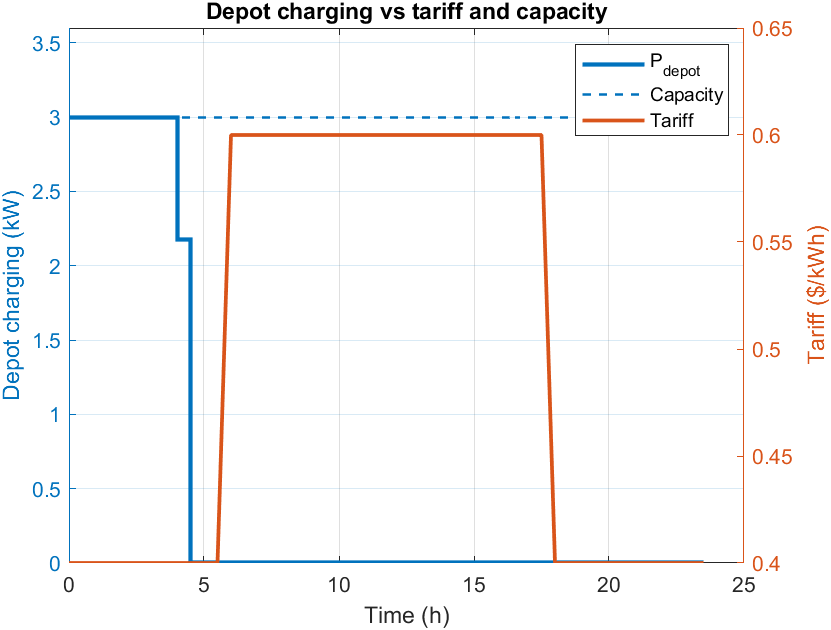 Depot charging vs tariff and capacity
P_depot
Capacity
Tariff
3.5
3
2.5
2
1.5
1
0.5
0
Depot charging (kW)
0.65
0.6
0.55
0.5
0.45
0.4
Tariff ($/kWh)
0 5 10 15 20 25
Time (h)